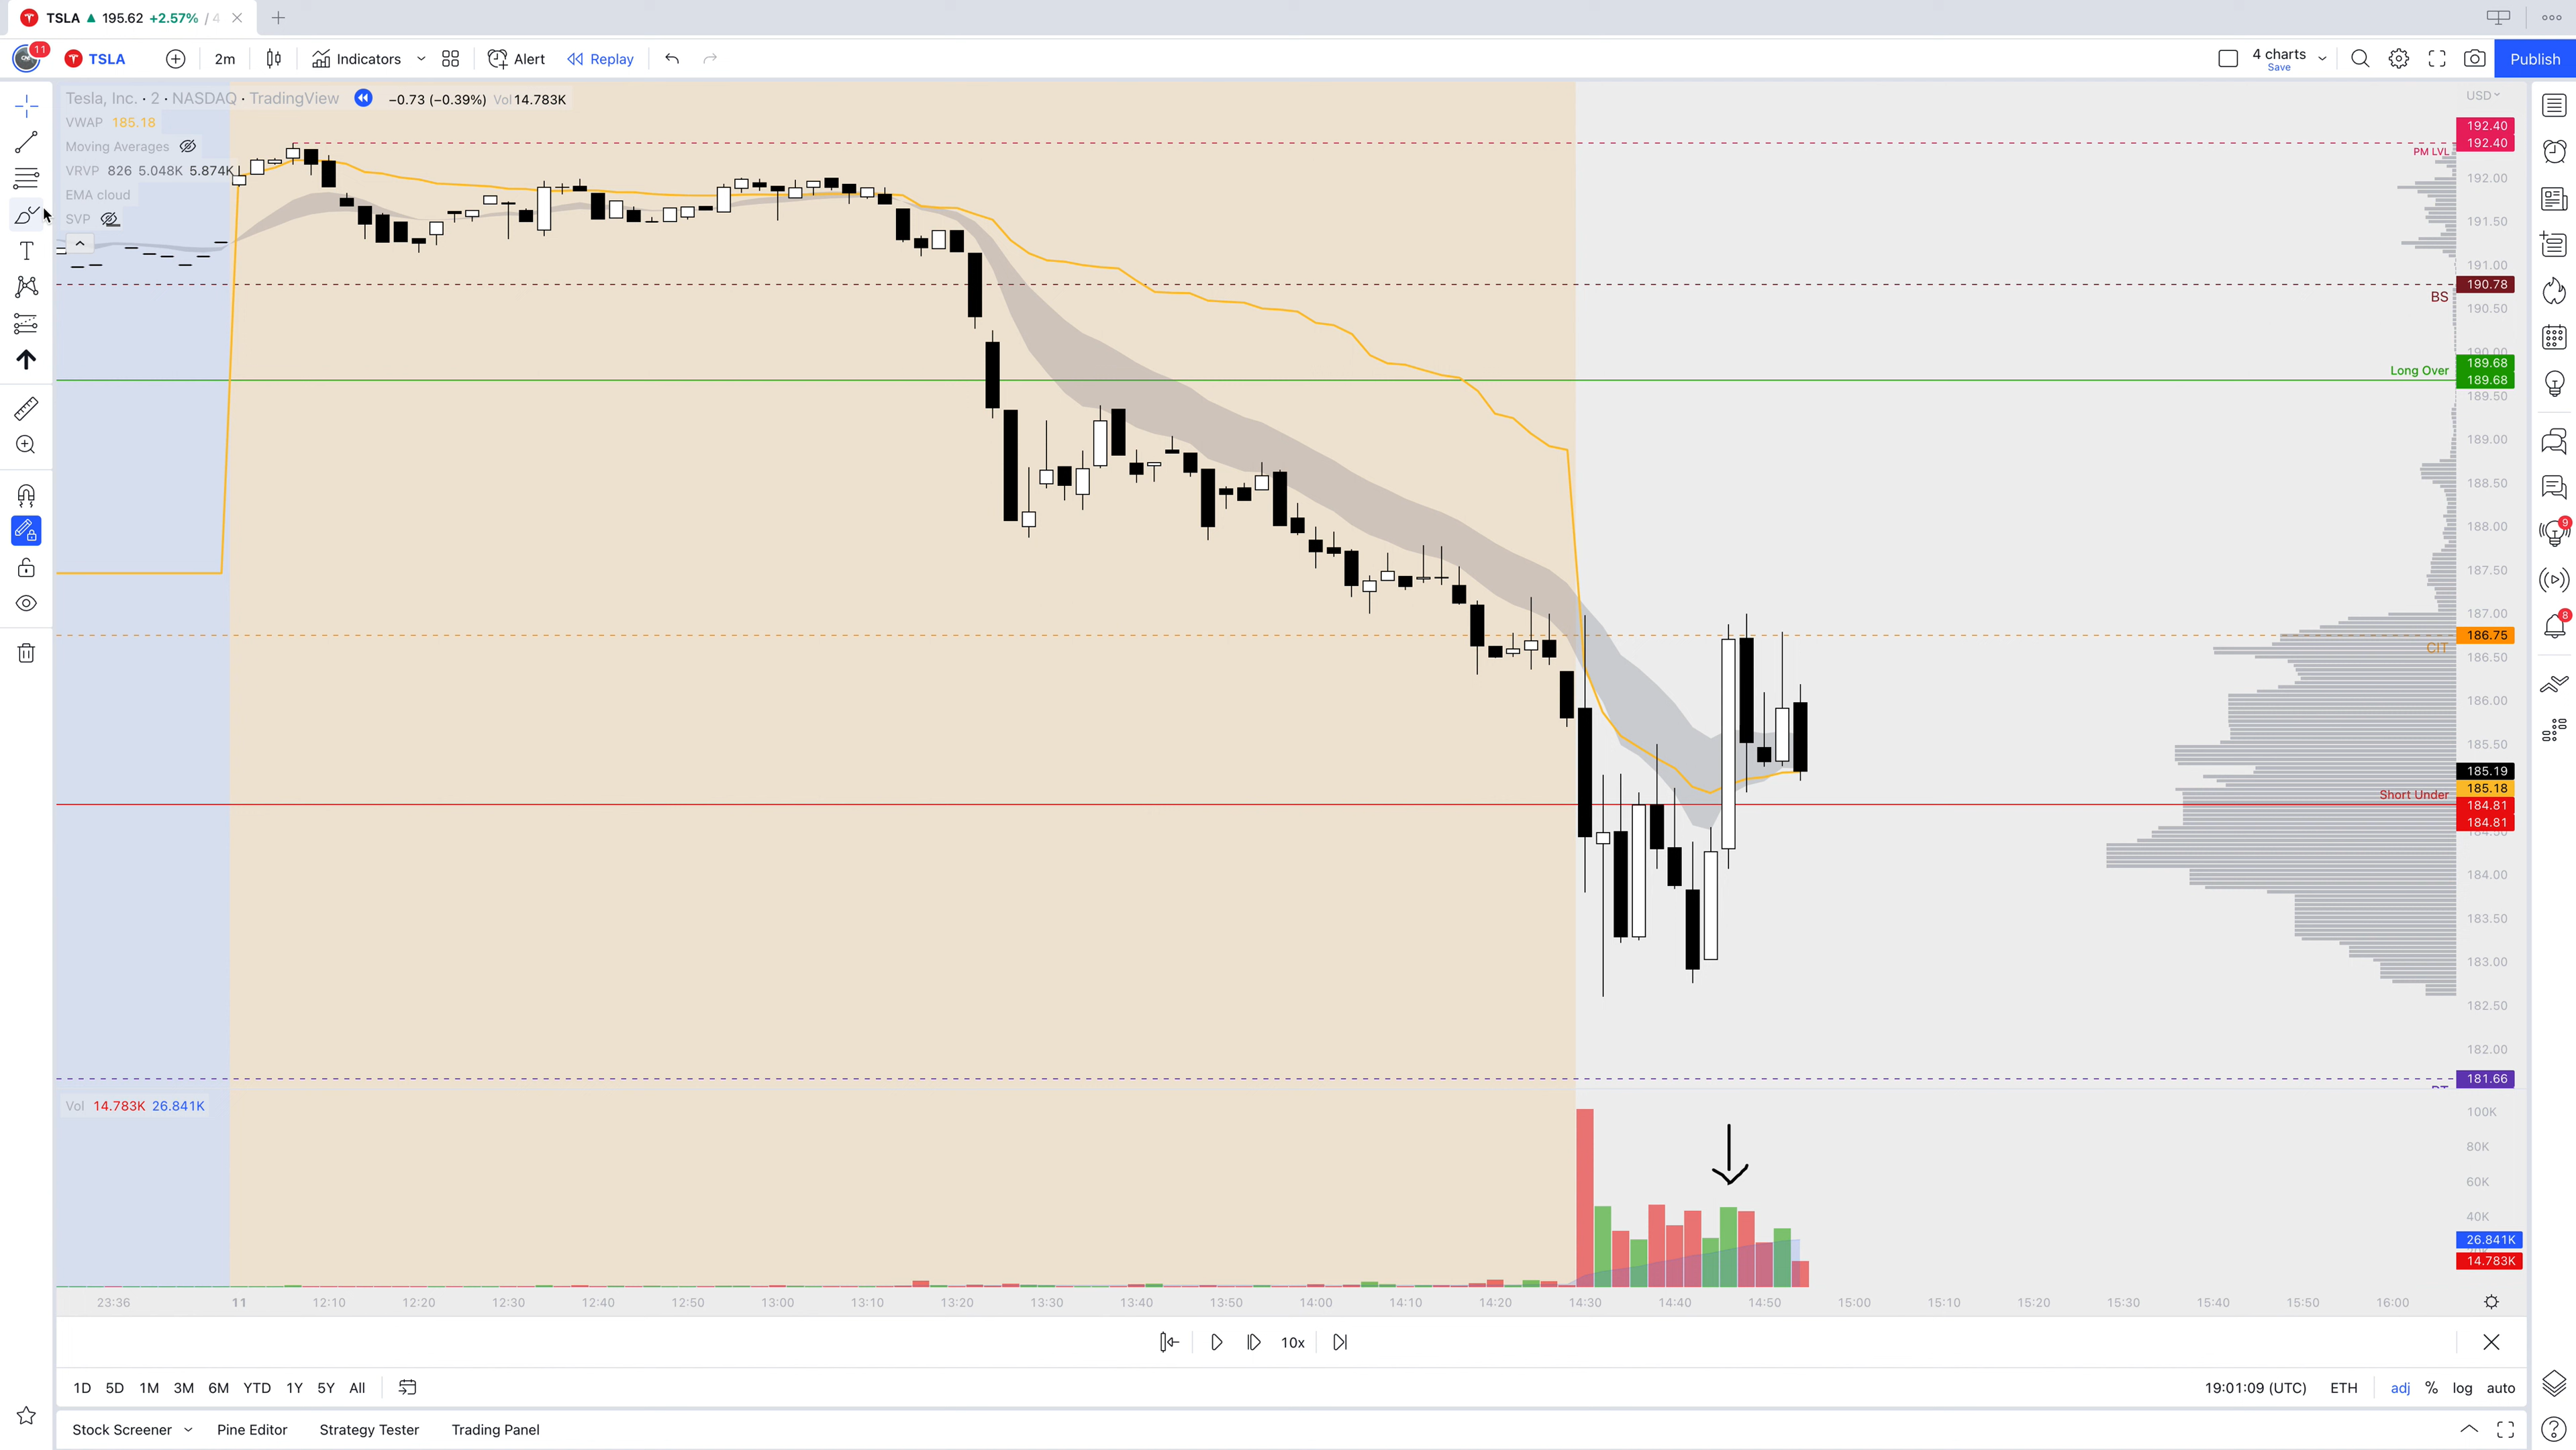 TSLA ▲ 195.62 +2.57% / 4
11
TSLA
2m
Indicators
Alert
Replay
4 charts
Save
Publish
Tesla, Inc. · 2 · NASDAQ · TradingView
−0.73 (−0.39%) Vol 14.783K
USD
VWAP 185.18
Moving Averages
VRVP 826 5.048K 5.874K
EMA cloud
SVP
192.40
192.40
PM LVL
192.00
191.50
191.00
190.78
BS
190.50
190.00
189.68
Long Over
189.68
189.50
189.00
188.50
188.00
187.50
187.00
186.75
CIT
186.50
186.00
185.50
185.19
185.18
Short Under
184.81
184.81
184.50
184.00
183.50
183.00
182.50
182.00
181.66
Vol 14.783K 26.841K
100K
80K
60K
40K
26.841K
14.783K
23:36 11 12:10 12:20 12:30 12:40 12:50 13:00 13:10 13:20 13:30 13:40 13:50 14:00 14:10 14:20 14:30 14:40 14:50 15:00 15:10 15:20 15:30 15:40 15:50 16:00
10x
1D 5D 1M 3M 6M YTD 1Y 5Y All
19:01:09 (UTC) ETH adj % log auto
Stock Screener Pine Editor Strategy Tester Trading Panel
9
8